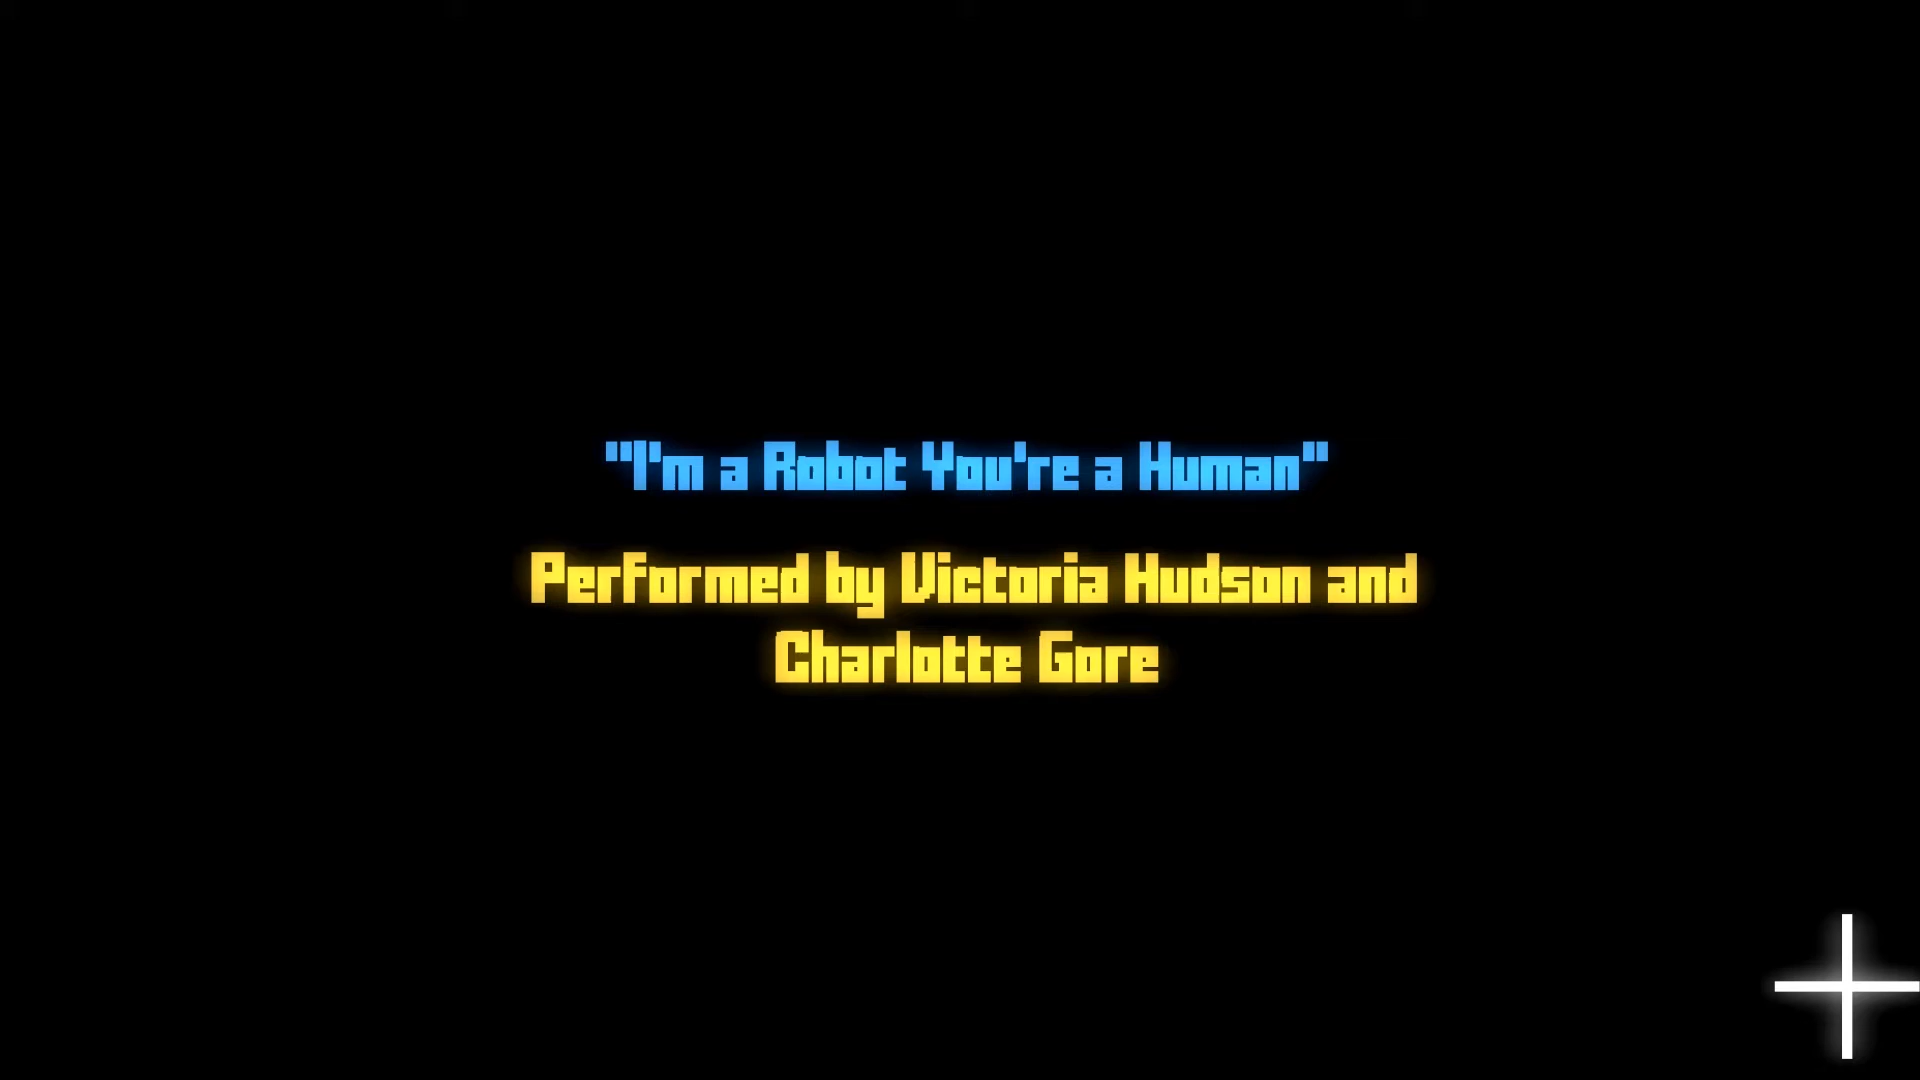 "I'm a Robot You're a Human"
Performed by Victoria Hudson and
Charlotte Gore